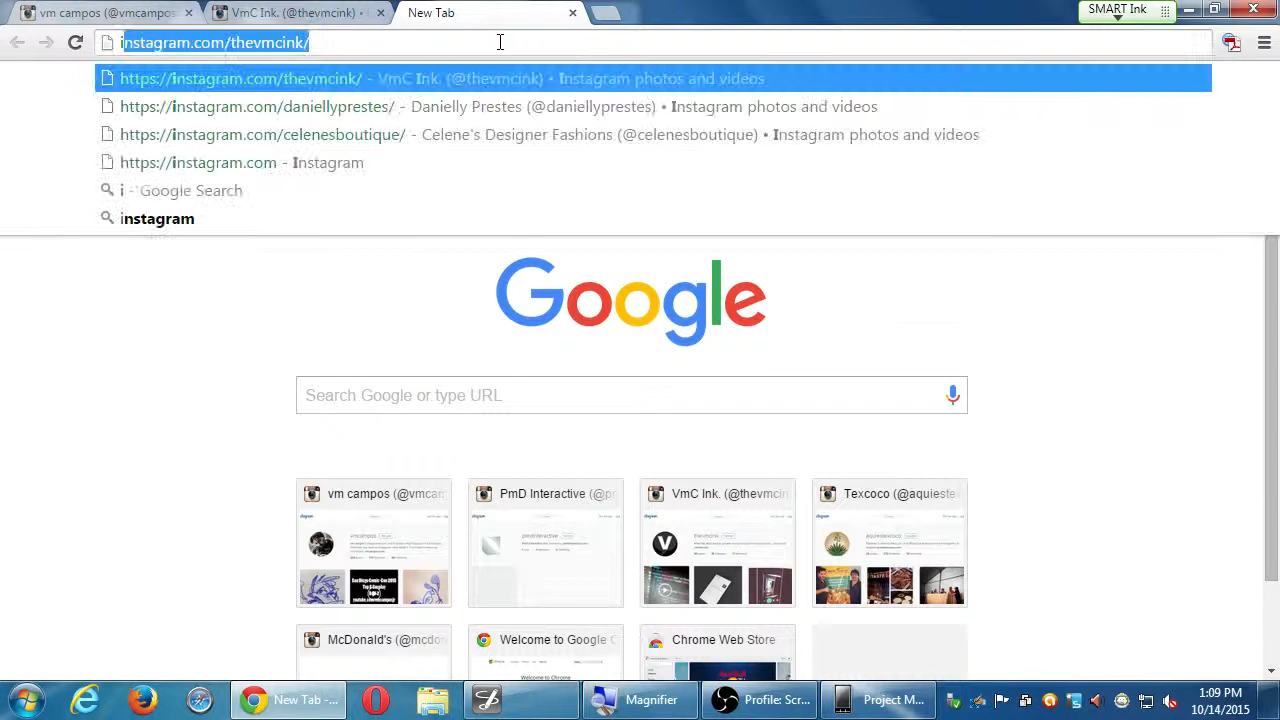 vm campos (@vmcampos
VmC Ink. (@thevmcink) •
New Tab
SMART Ink
instagram.com/thevmcink/
https://instagram.com/thevmcink/ - VmC Ink. (@thevmcink) • Instagram photos and videos
https://instagram.com/daniellyprestes/ - Danielly Prestes (@daniellyprestes) • Instagram photos and videos
https://instagram.com/celenesboutique/ - Celene's Designer Fashions (@celenesboutique) • Instagram photos and videos
https://instagram.com - Instagram
i - Google Search
instagram
Google
Search Google or type URL
vm campos (@vmcam
PmD Interactive (@p
VmC Ink. (@thevmcin
Texcoco (@aquieste
McDonald's (@mcdo
Welcome to Google C
Chrome Web Store
New Tab -...
Magnifier
Profile: Scr...
Project M...
1:09 PM
10/14/2015